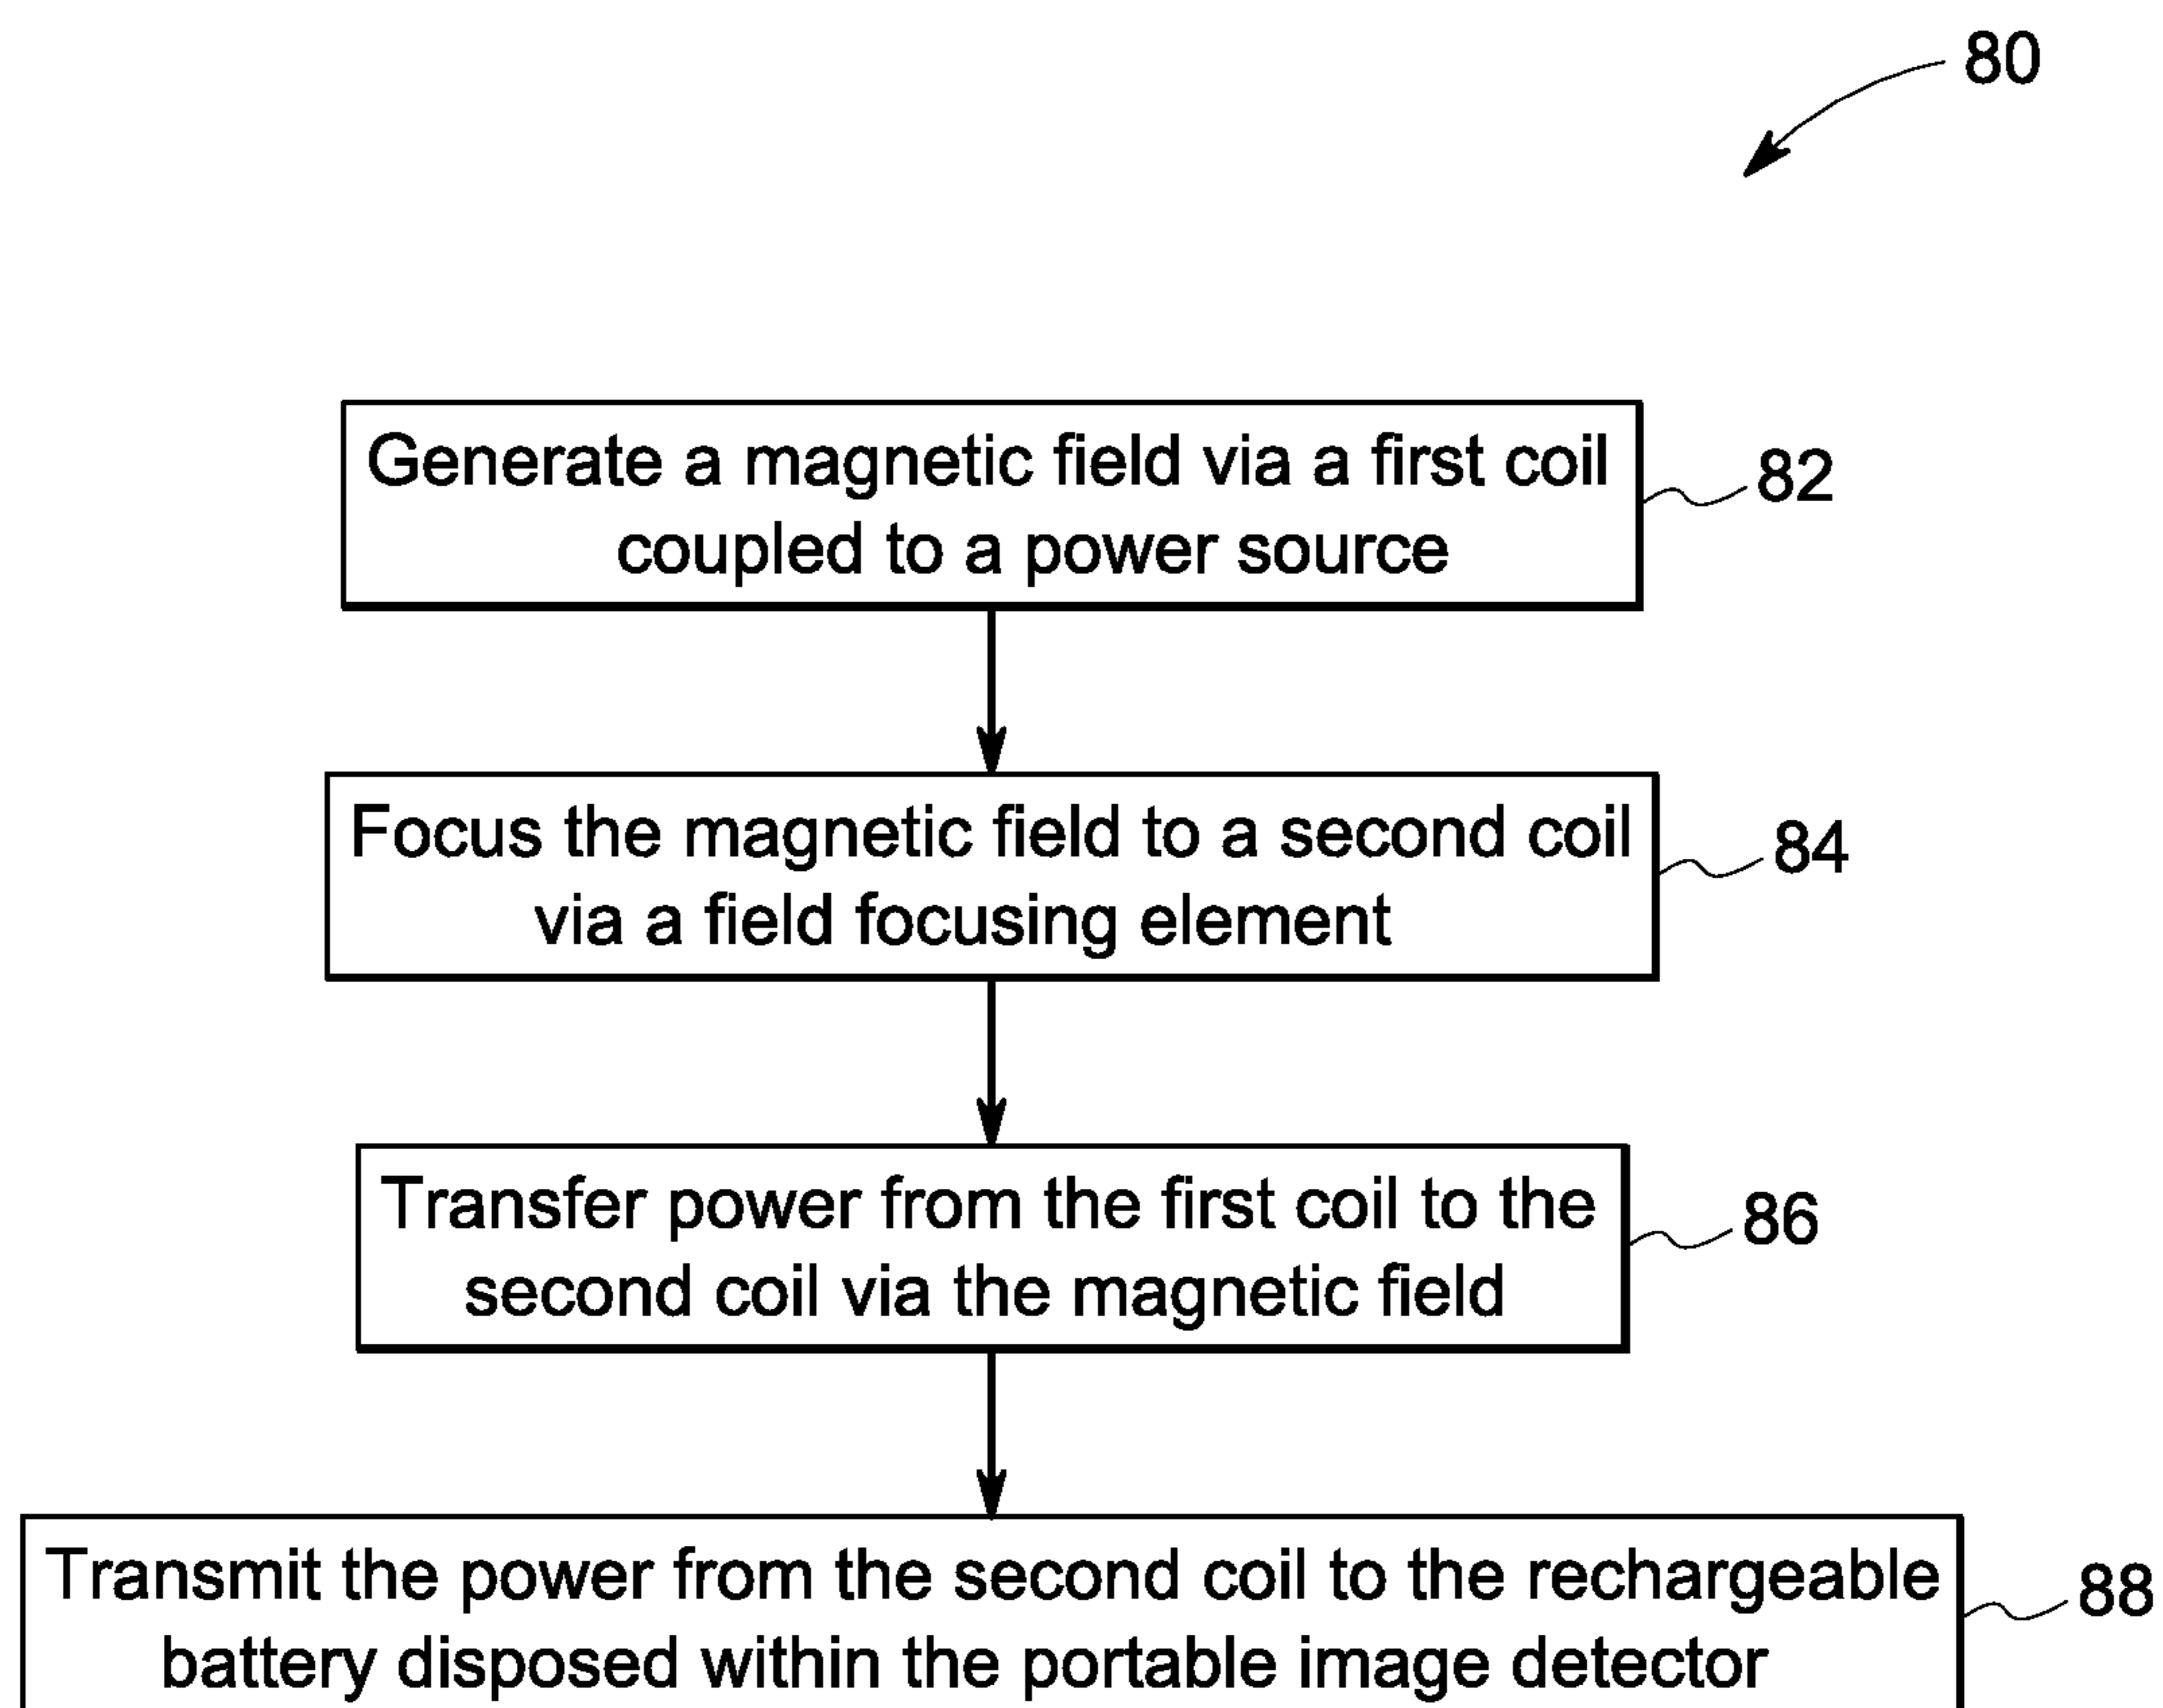 80
Generate a magnetic field via a first coil
coupled to a power source
82
Focus the magnetic field to a second coil
via a field focusing element
84
Transfer power from the first coil to the
second coil via the magnetic field
86
Transmit the power from the second coil to the rechargeable
battery disposed within the portable image detector
88